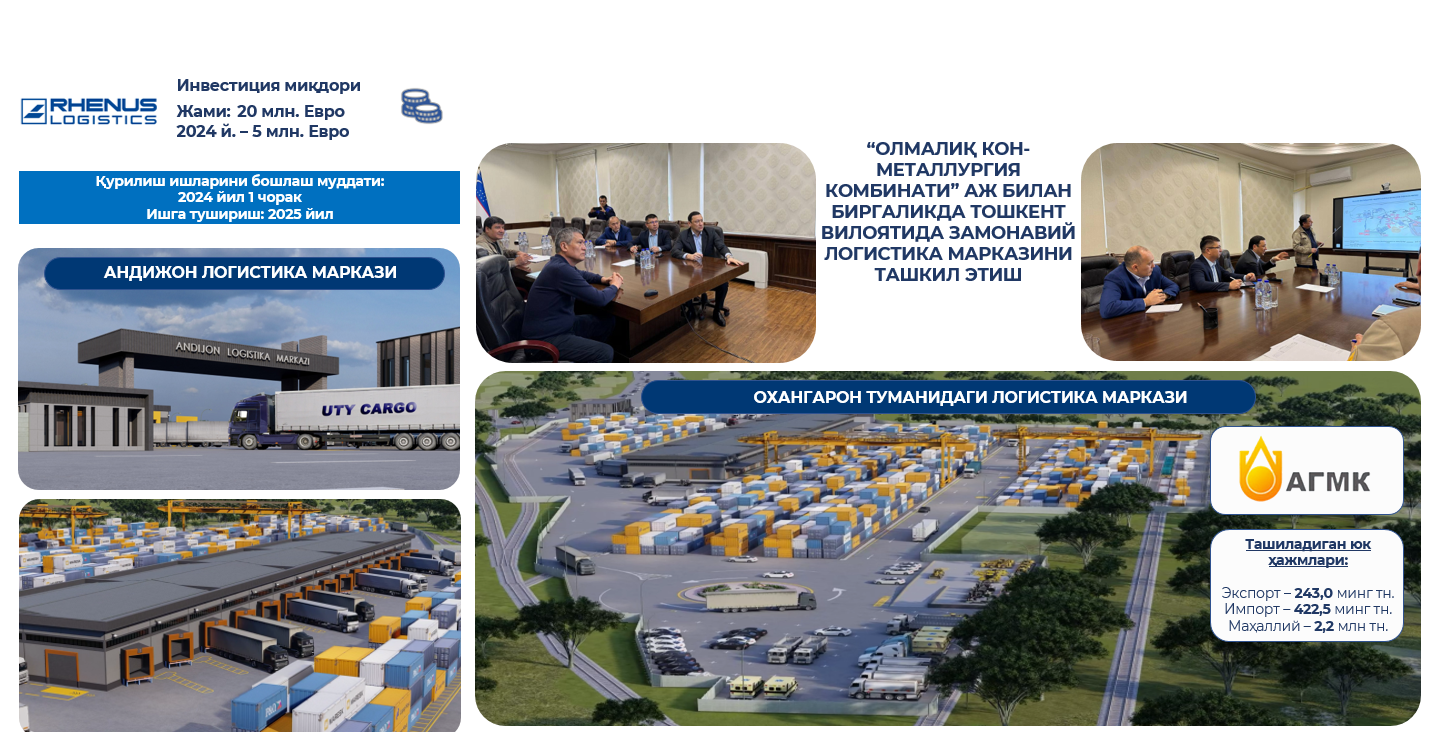 RHENUS
LOGISTICS
Инвестиция миқдори
Жами: 20 млн. Евро
2024 й. – 5 млн. Евро
Қурилиш ишларини бошлаш муддати:
2024 йил 1 чорак
Ишга тушириш: 2025 йил
АНДИЖОН ЛОГИСТИКА МАРКАЗИ
ANDIJON LOGISTIKA MARKAZI
UTY CARGO
“ОЛМАЛИҚ КОН-
МЕТАЛЛУРГИЯ
КОМБИНАТИ” АЖ БИЛАН
БИРГАЛИКДА ТОШКЕНТ
ВИЛОЯТИДА ЗАМОНАВИЙ
ЛОГИСТИКА МАРКАЗИНИ
ТАШКИЛ ЭТИШ
ОХАНГАРОН ТУМАНИДАГИ ЛОГИСТИКА МАРКАЗИ
АГМК
Ташиладиган юк
ҳажмлари:
Экспорт – 243,0 минг тн.
Импорт – 422,5 минг тн.
Маҳаллий – 2,2 млн тн.